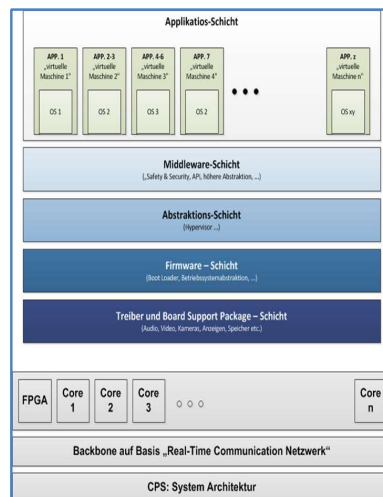 Applikatios-Schicht
APP. 1
„virtuelle
Maschine 1"
OS 1
APP. 2-3
„virtuelle
Maschine 2"
OS 2
APP. 4-6
„virtuelle
Maschine 3"
OS 3
APP. 7
„virtuelle
Maschine 4"
OS 2
APP. z
„virtuelle
Maschine n"
OS xy
Middleware-Schicht
(„Safety & Security, API, höhere Abstraktion, ...)
Abstraktions-Schicht
(Hypervisor ...)
Firmware – Schicht
(Boot Loader, Betriebssystemabstraktion, ...)
Treiber und Board Support Package – Schicht
(Audio, Video, Kameras, Anzeigen, Speicher etc.)
FPGA
Core
1
Core
2
Core
3
Core
n
Backbone auf Basis „Real-Time Communication Netzwerk"
CPS: System Architektur